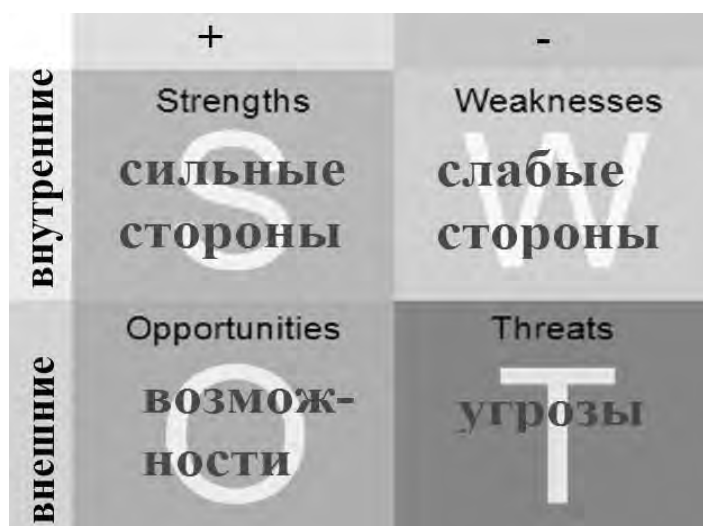 + -
внутренние
Strengths
S
сильные
стороны
Weaknesses
W
слабые
стороны
внешние
Opportunities
O
возмож-
ности
Threats
T
угрозы